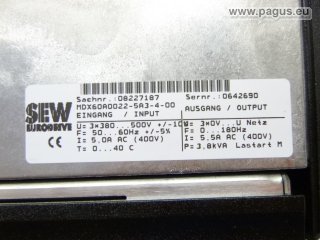 © www.pagus.eu
Sachnr.: 08227187 Sernr.: 0642690
MDX60A0022-5A3-4-00
EINGANG / INPUT AUSGANG / OUTPUT
SEW
EURODRIVE
U= 3*380...500V +/-10% U= 3*0V...U Netz
F= 50...60Hz +/-5% F= 0...180Hz
I= 5.0A AC (400V) I= 5.5A AC (400V)
T= 0...40 C P= 3.8kVA Lastart M